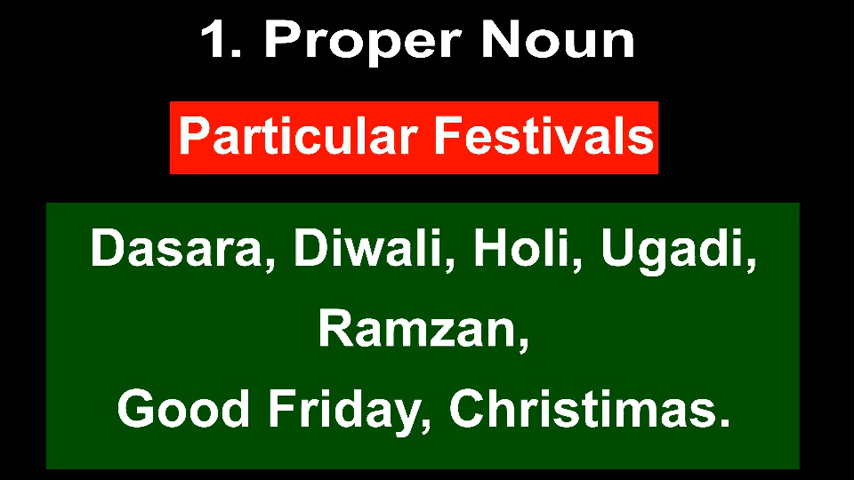 1. Proper Noun
Particular Festivals
Dasara, Diwali, Holi, Ugadi,
Ramzan,
Good Friday, Christimas.